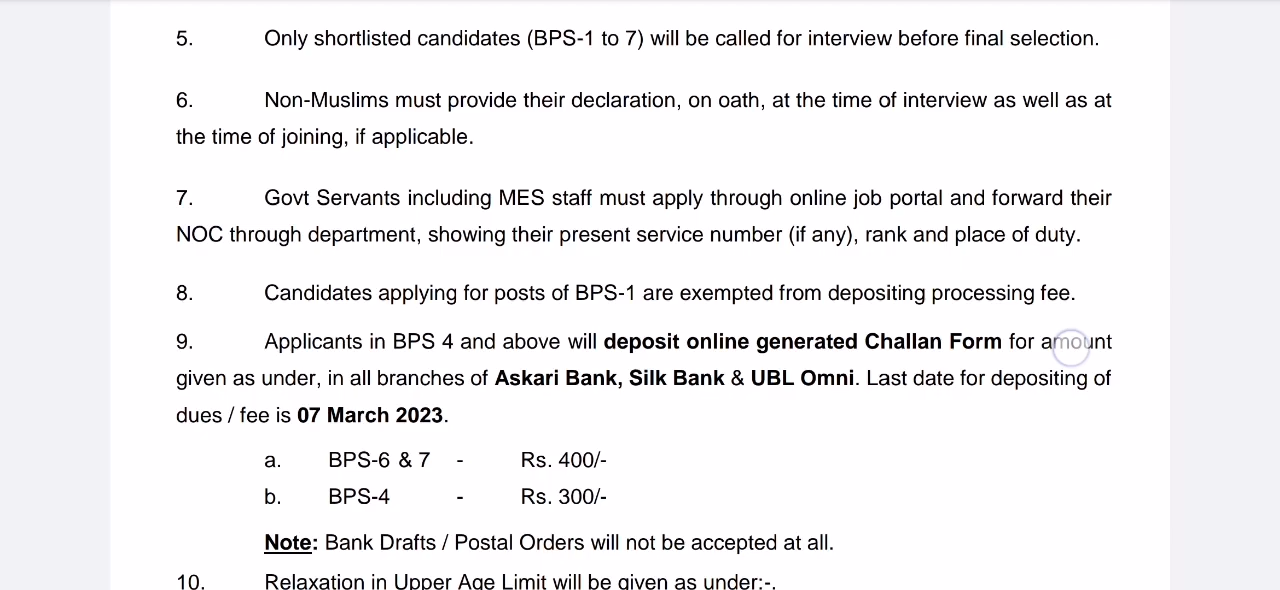 5. Only shortlisted candidates (BPS-1 to 7) will be called for interview before final selection.
6. Non-Muslims must provide their declaration, on oath, at the time of interview as well as at
the time of joining, if applicable.
7. Govt Servants including MES staff must apply through online job portal and forward their
NOC through department, showing their present service number (if any), rank and place of duty.
8. Candidates applying for posts of BPS-1 are exempted from depositing processing fee.
9. Applicants in BPS 4 and above will deposit online generated Challan Form for amount
given as under, in all branches of Askari Bank, Silk Bank & UBL Omni. Last date for depositing of
dues / fee is 07 March 2023.
a. BPS-6 & 7 - Rs. 400/-
b. BPS-4 - Rs. 300/-
Note: Bank Drafts / Postal Orders will not be accepted at all.
10. Relaxation in Upper Age Limit will be given as under:-.